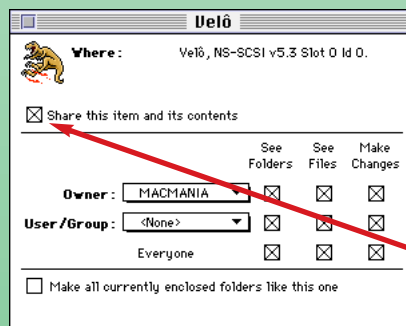 Velô
Where: Velô, NS-SCSI v5.3 Slot 0 Id 0.
Share this item and its contents
See Folders See Files Make Changes
Owner: MACMANIA
User/Group: <None>
Everyone
Make all currently enclosed folders like this one